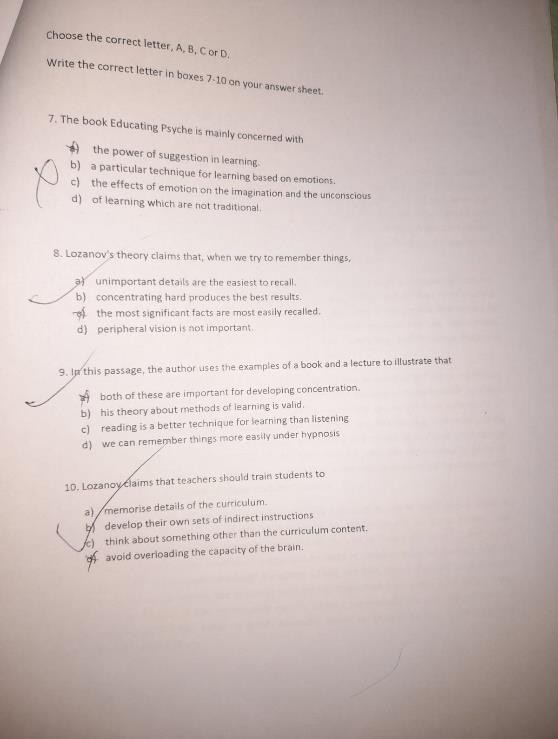 Choose the correct letter, A, B, C or D.
Write the correct letter in boxes 7-10 on your answer sheet.
7. The book Educating Psyche is mainly concerned with
a) the power of suggestion in learning.
b) a particular technique for learning based on emotions.
c) the effects of emotion on the imagination and the unconscious
d) of learning which are not traditional.
8. Lozanov's theory claims that, when we try to remember things,
a) unimportant details are the easiest to recall.
b) concentrating hard produces the best results.
c) the most significant facts are most easily recalled.
d) peripheral vision is not important.
9. In this passage, the author uses the examples of a book and a lecture to illustrate that
a) both of these are important for developing concentration.
b) his theory about methods of learning is valid.
c) reading is a better technique for learning than listening
d) we can remember things more easily under hypnosis
10. Lozanov claims that teachers should train students to
a) memorise details of the curriculum.
b) develop their own sets of indirect instructions
c) think about something other than the curriculum content.
d) avoid overloading the capacity of the brain.